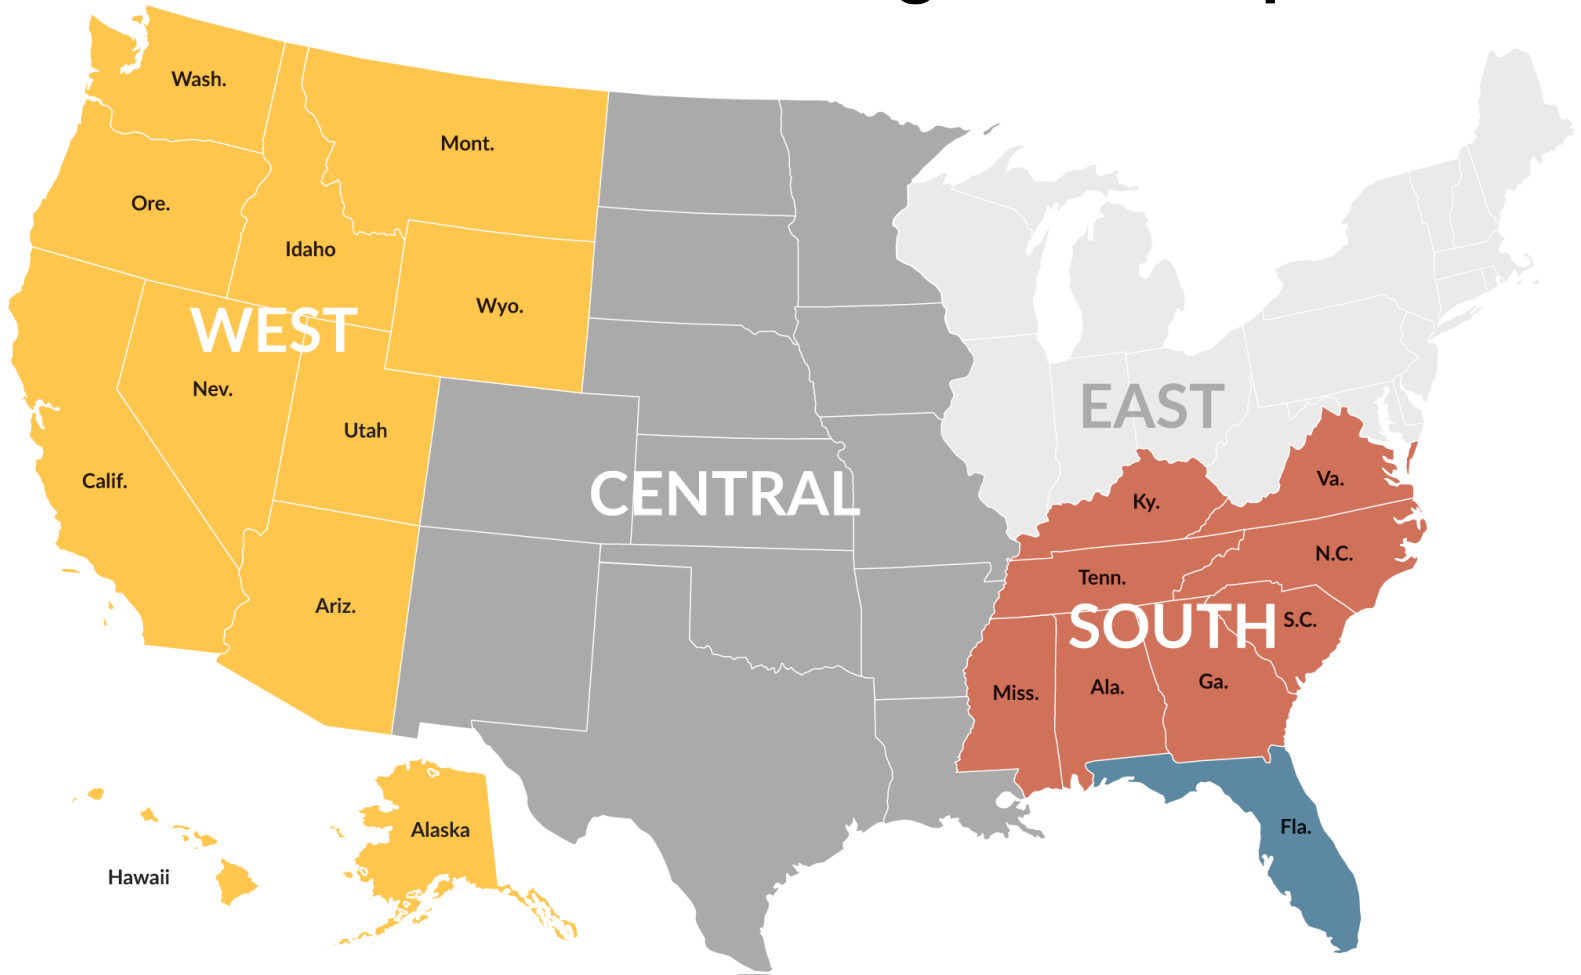 Wash.
Mont.
Ore.
Idaho
Wyo.
WEST
Nev.
Utah
Calif.
Ariz.
CENTRAL
EAST
Ky.
Va.
Tenn.
N.C.
SOUTH
S.C.
Miss.
Ala.
Ga.
Alaska
Hawaii
Fla.